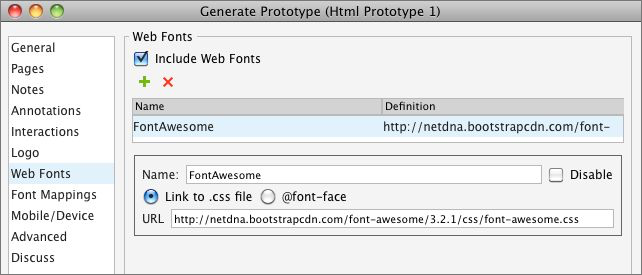 Generate Prototype (Html Prototype 1)
General
Pages
Notes
Annotations
Interactions
Logo
Web Fonts
Font Mappings
Mobile/Device
Advanced
Discuss
Web Fonts
Include Web Fonts
Name Definition
FontAwesome http://netdna.bootstrapcdn.com/font-
Name: FontAwesome Disable
Link to .css file @font-face
URL http://netdna.bootstrapcdn.com/font-awesome/3.2.1/css/font-awesome.css